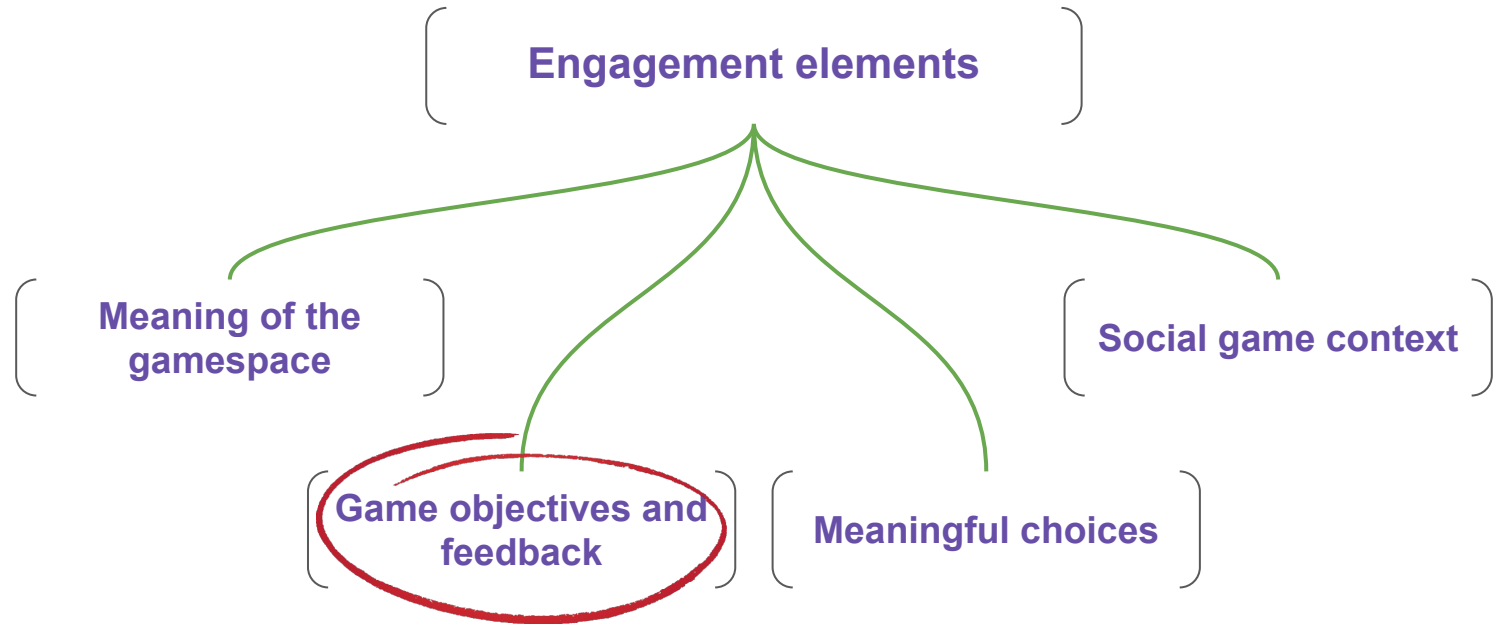 Engagement elements
Meaning of the
gamespace
Social game context
Game objectives and
feedback
Meaningful choices